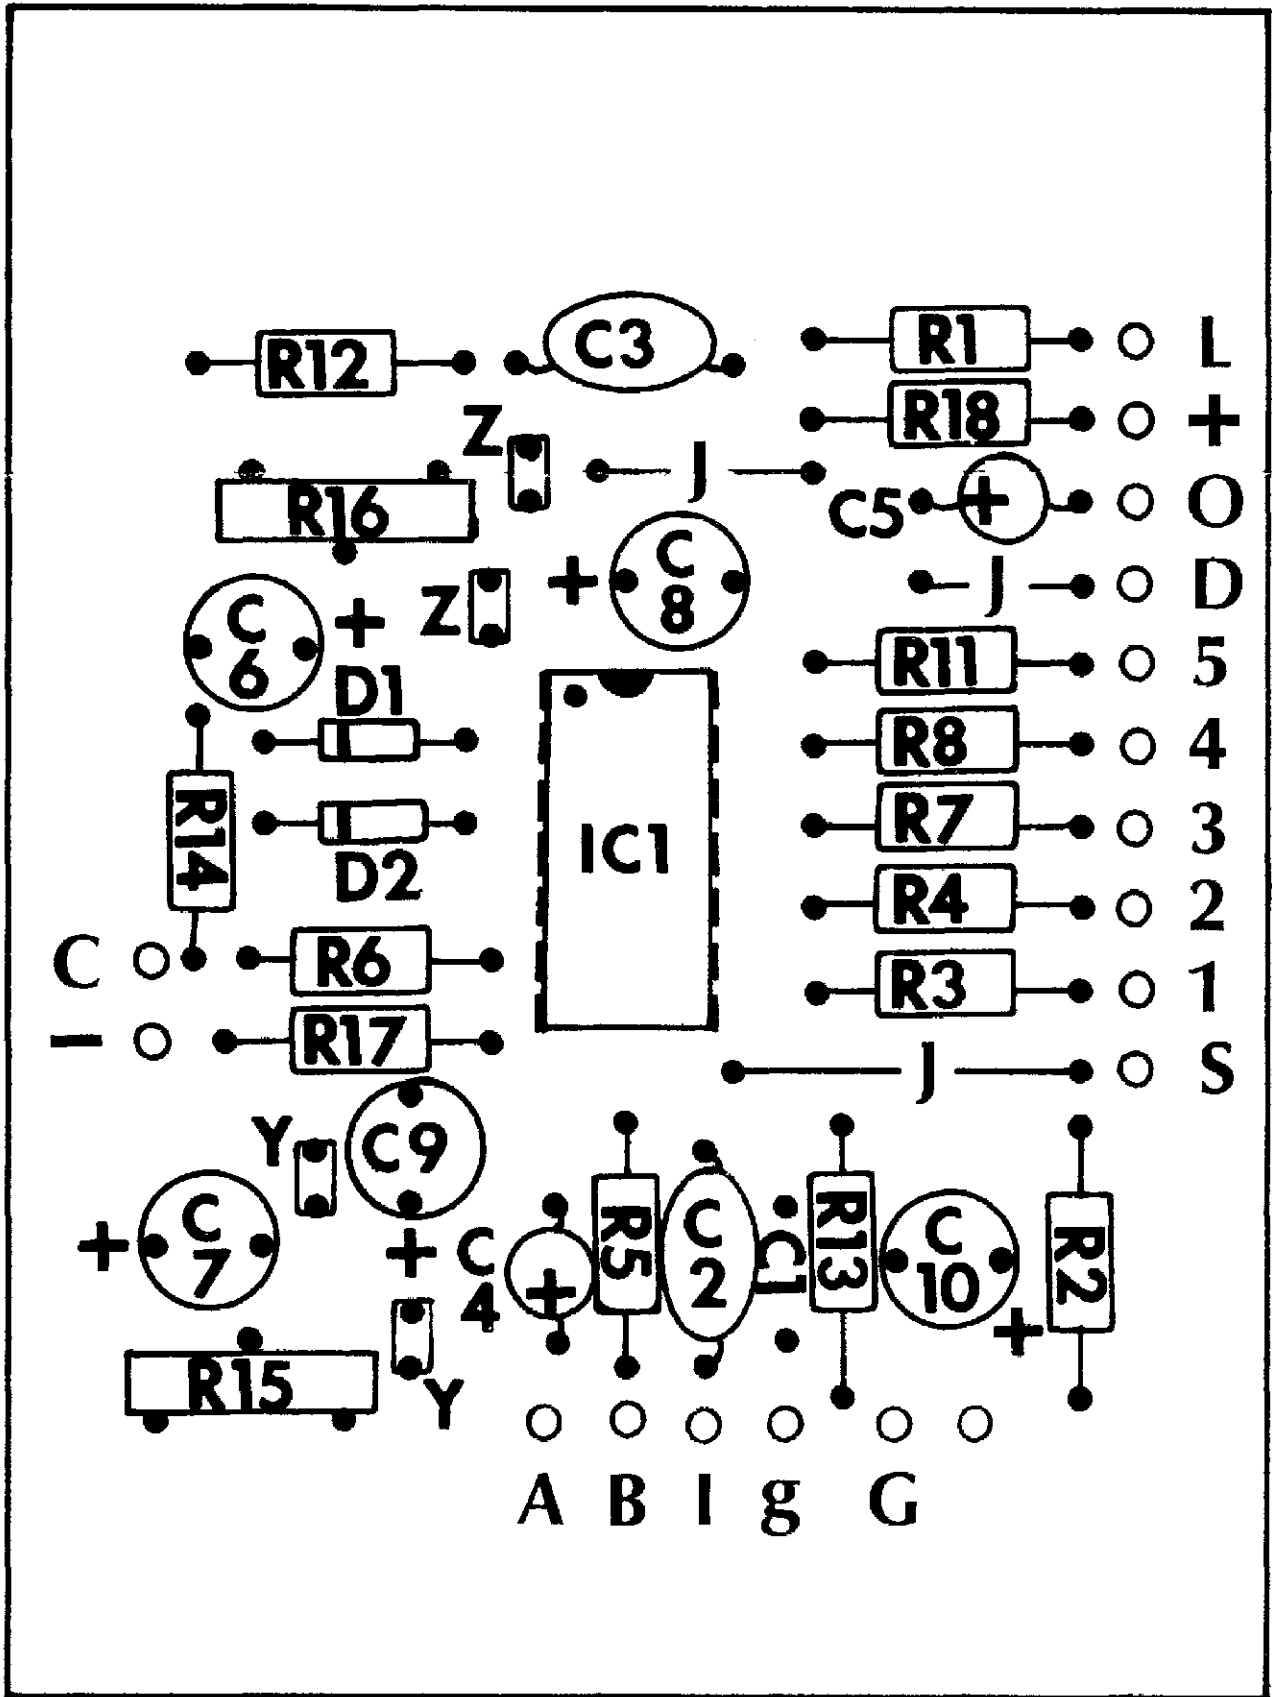 R12
C3
R1
L
R18
+
Z
J
R16
C5
+
O
C
8
+
J
D
Z
C
6
+
R11
5
D1
R8
4
R14
IC1
R7
3
D2
R4
2
C
R6
R3
1
−
R17
J
S
Y
C9
C
7
+
+
C
4
+
R5
C
2
C1
R13
C
10
+
R2
R15
Y
A B I g G